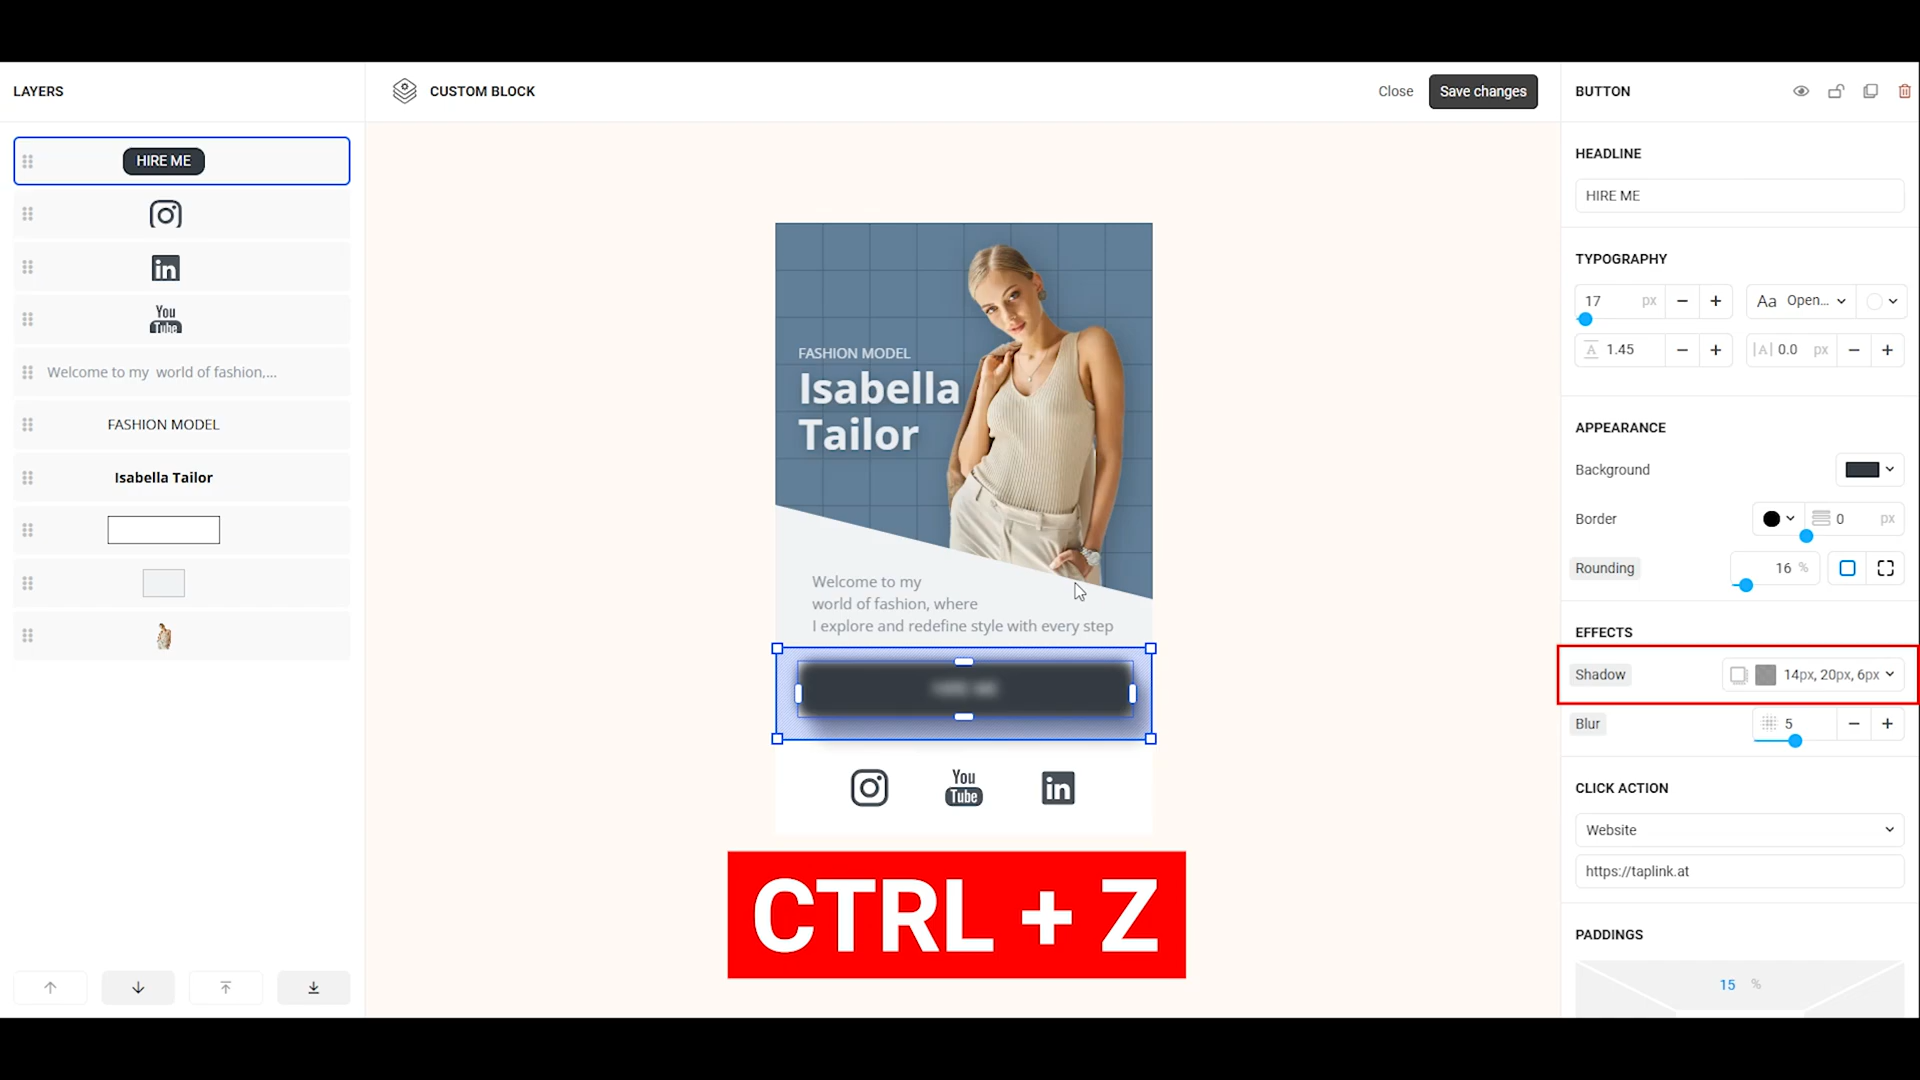 LAYERS
CUSTOM BLOCK
Close
Save changes
BUTTON
HIRE ME
You
Tube
in
Welcome to my world of fashion,...
FASHION MODEL
Isabella Tailor
FASHION MODEL
Isabella
Tailor
Welcome to my
world of fashion, where
I explore and redefine style with every step
HIRE ME
You
Tube
in
CTRL + Z
HEADLINE
HIRE ME
TYPOGRAPHY
17 px − +
Aa Open...
A 1.45 − +
|A| 0.0 px − +
APPEARANCE
Background
Border
0 px
Rounding
16 %
EFFECTS
Shadow
14px, 20px, 6px
Blur
5 − +
CLICK ACTION
Website
https://taplink.at
PADDINGS
15 %